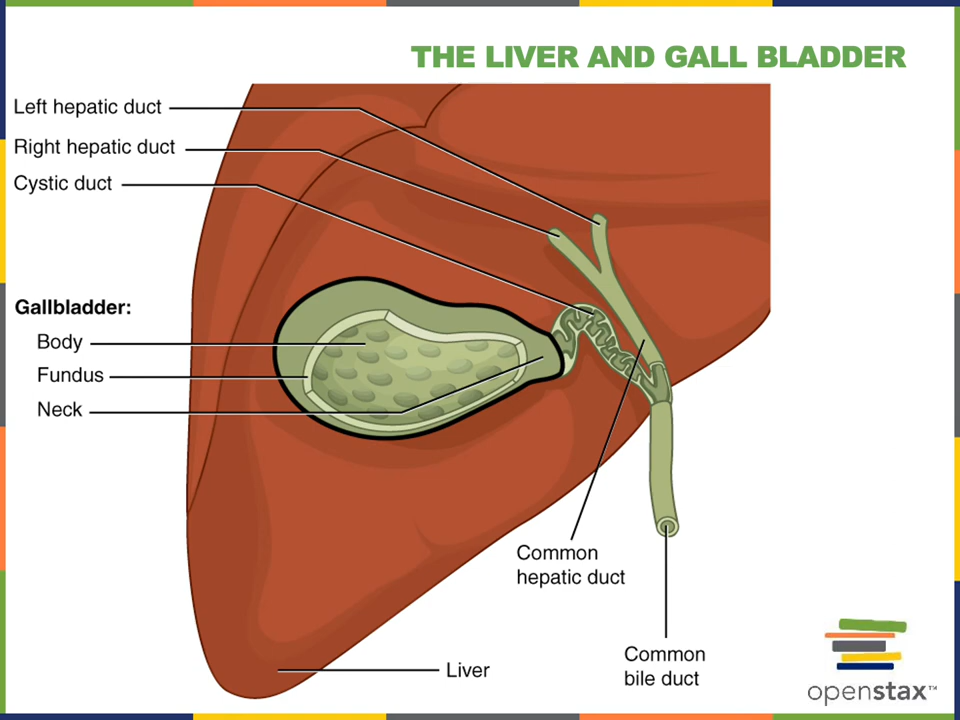 THE LIVER AND GALL BLADDER
Left hepatic duct
Right hepatic duct
Cystic duct
Gallbladder:
Body
Fundus
Neck
Common
hepatic duct
Common
bile duct
Liver
openstax™